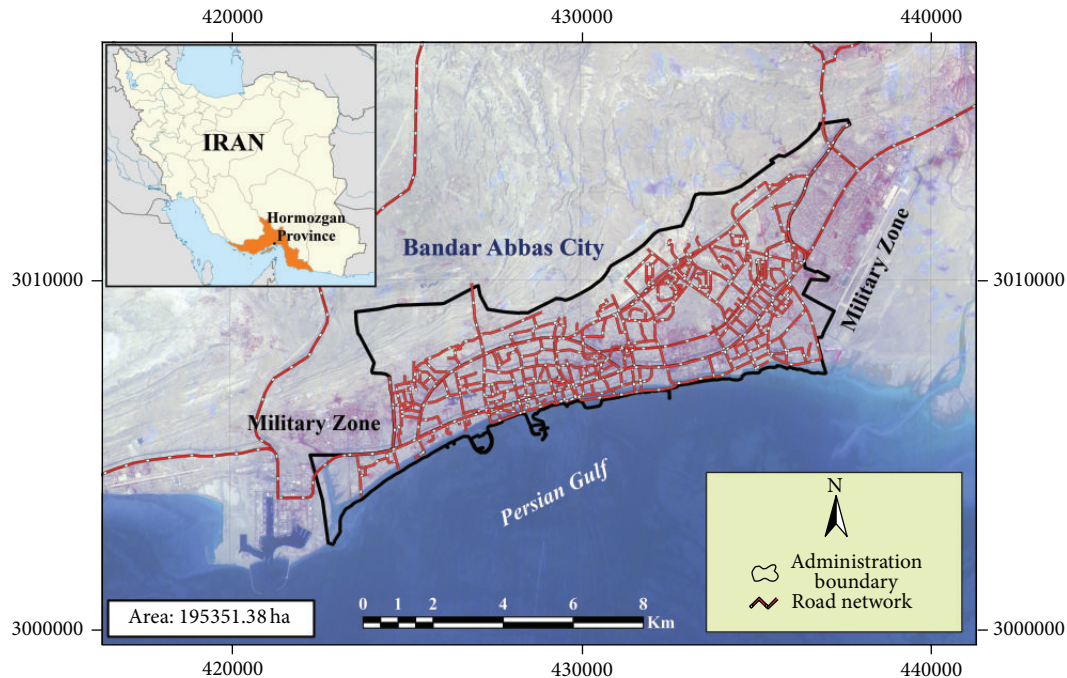 420000 430000 440000
IRAN
Hormozgan
Province
Bandar Abbas City
3010000 3010000
Military Zone
Military Zone
Persian Gulf
N
Administration
boundary
Road network
Area: 195351.38 ha
0 1 2 4 6 8
Km
3000000 3000000
420000 430000 440000